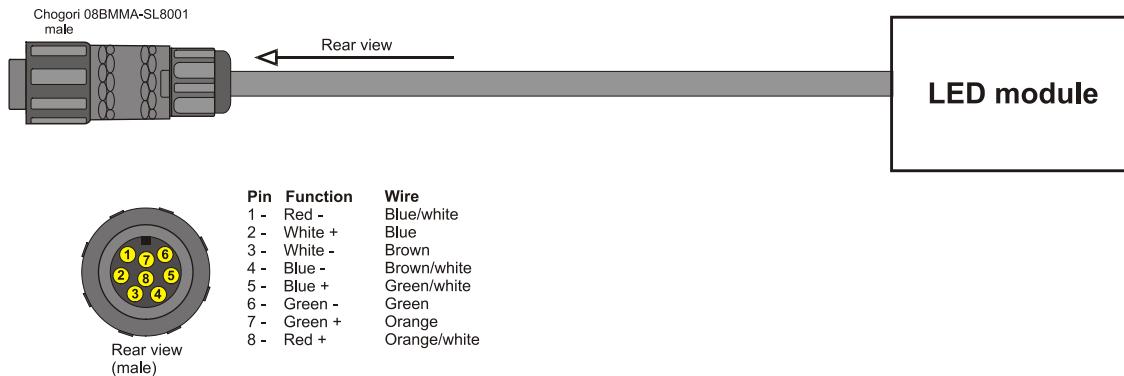 Chogori 08BMMA-SL8001
male
Rear view
LED module
Pin Function Wire
1 - Red - Blue/white
2 - White + Blue
3 - White - Brown
4 - Blue - Brown/white
5 - Blue + Green/white
6 - Green - Green
7 - Green + Orange
8 - Red + Orange/white
1 7 6
2 8 5
3 4
Rear view
(male)